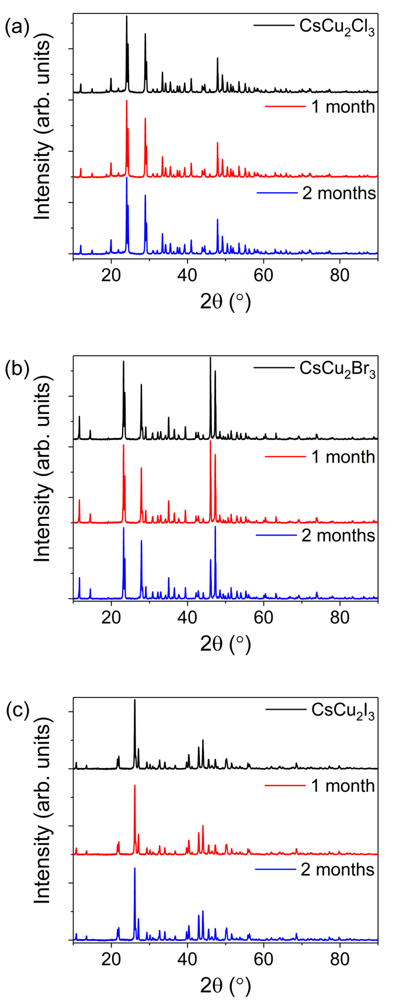 (a)
CsCu₂Cl₃
1 month
2 months
Intensity (arb. units)
20 40 60 80
2θ (°)
(b)
CsCu₂Br₃
1 month
2 months
Intensity (arb. units)
20 40 60 80
2θ (°)
(c)
CsCu₂I₃
1 month
2 months
Intensity (arb. units)
20 40 60 80
2θ (°)